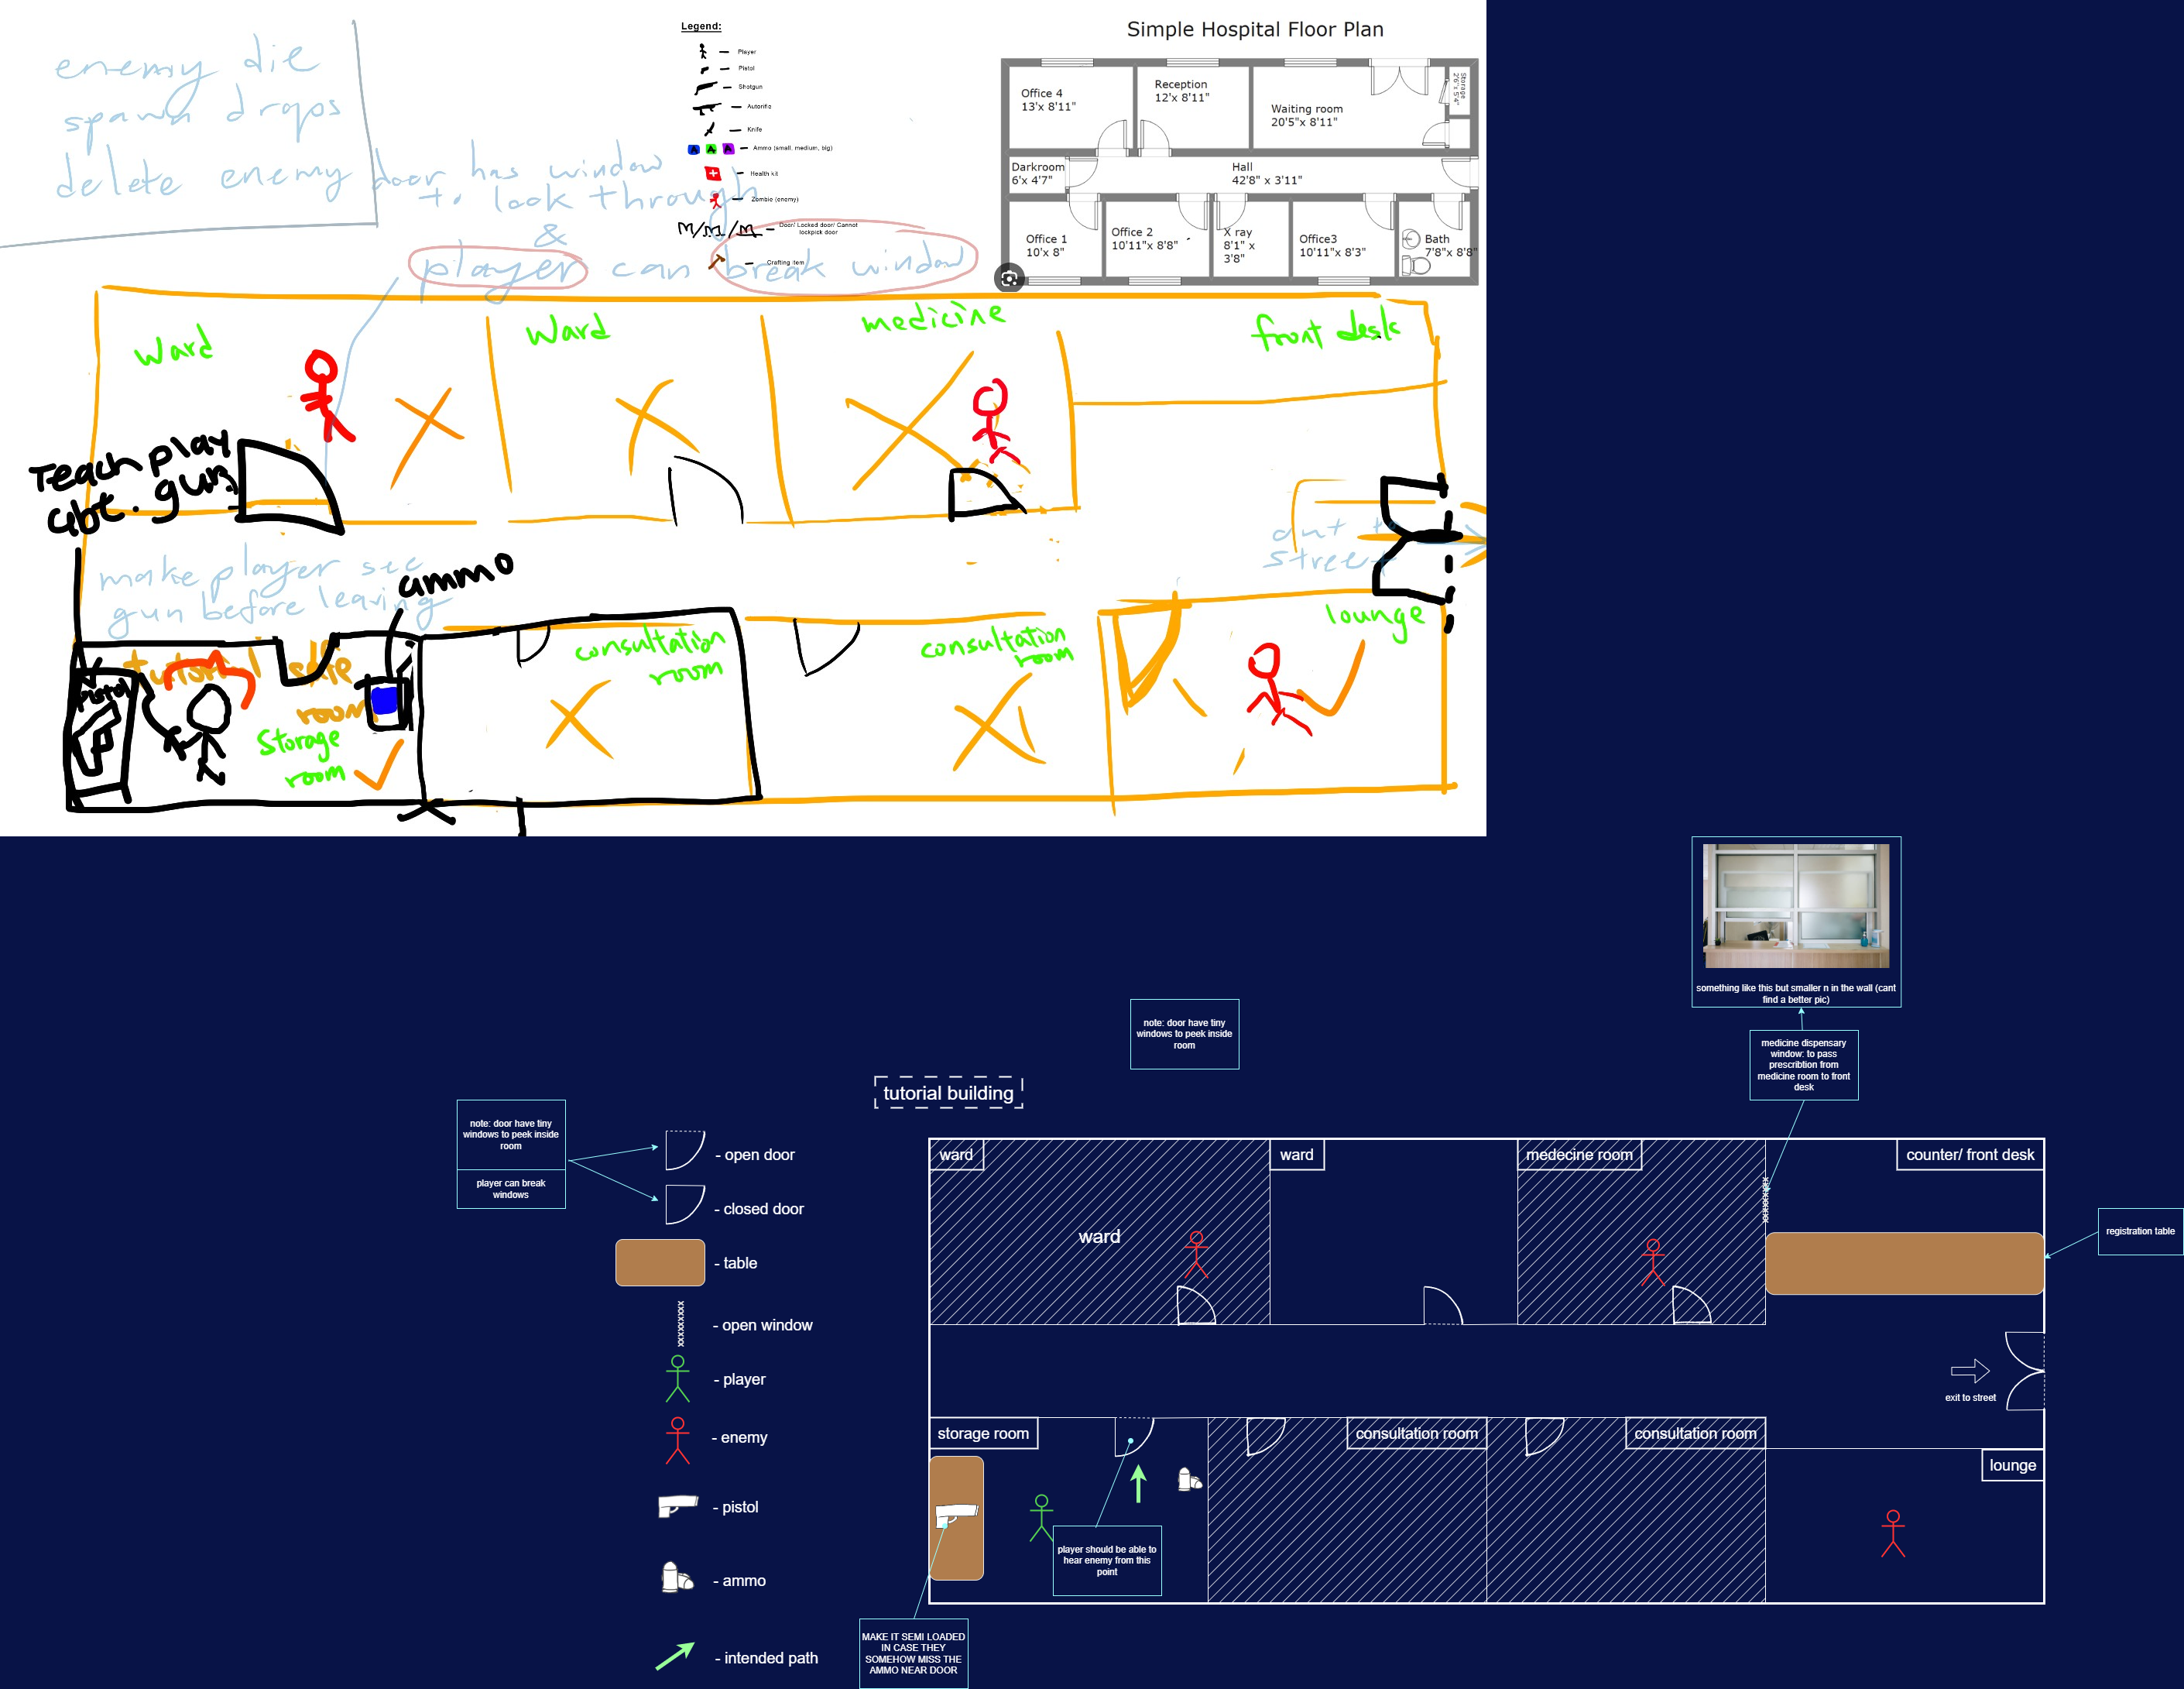 enemy die
spawn drops
delete enemy
door has window
to look through
&
player can break window
Legend:
Player
Pistol
Shotgun
Autorifle
Knife
A A A
Ammo (small, medium, big)
Health kit
Zombie (enemy)
Door/ Locked door/ Cannot
lockpick door
Crafting item
Simple Hospital Floor Plan
Office 4
13'x 8'11"
Reception
12'x 8'11"
Waiting room
20'5"x 8'11"
Storage
2'6"x 5'4"
Darkroom
6'x 4'7"
Hall
42'8" x 3'11"
Office 1
10'x 8"
Office 2
10'11"x 8'8"
X ray
8'1" x
3'8"
Office3
10'11"x 8'3"
Bath
7'8"x 8'8"
Ward
Ward
medicine
front desk
Teach play
abt. gun.
make player see
gun before leaving
ammo
out to
street
lounge
consultation
room
consultation
room
room
pistol
Storage
room
something like this but smaller n in the wall (cant
find a better pic)
medicine dispensary
window: to pass
prescribtion from
medicine room to front
desk
note: door have tiny
windows to peek inside
room
tutorial building
note: door have tiny
windows to peek inside
room
player can break
windows
- open door
- closed door
- table
- open window
- player
- enemy
- pistol
- ammo
- intended path
ward
ward
medecine room
counter/ front desk
ward
registration table
exit to street
storage room
consultation room
consultation room
lounge
player should be able to
hear enemy from this
point
MAKE IT SEMI LOADED
IN CASE THEY
SOMEHOW MISS THE
AMMO NEAR DOOR